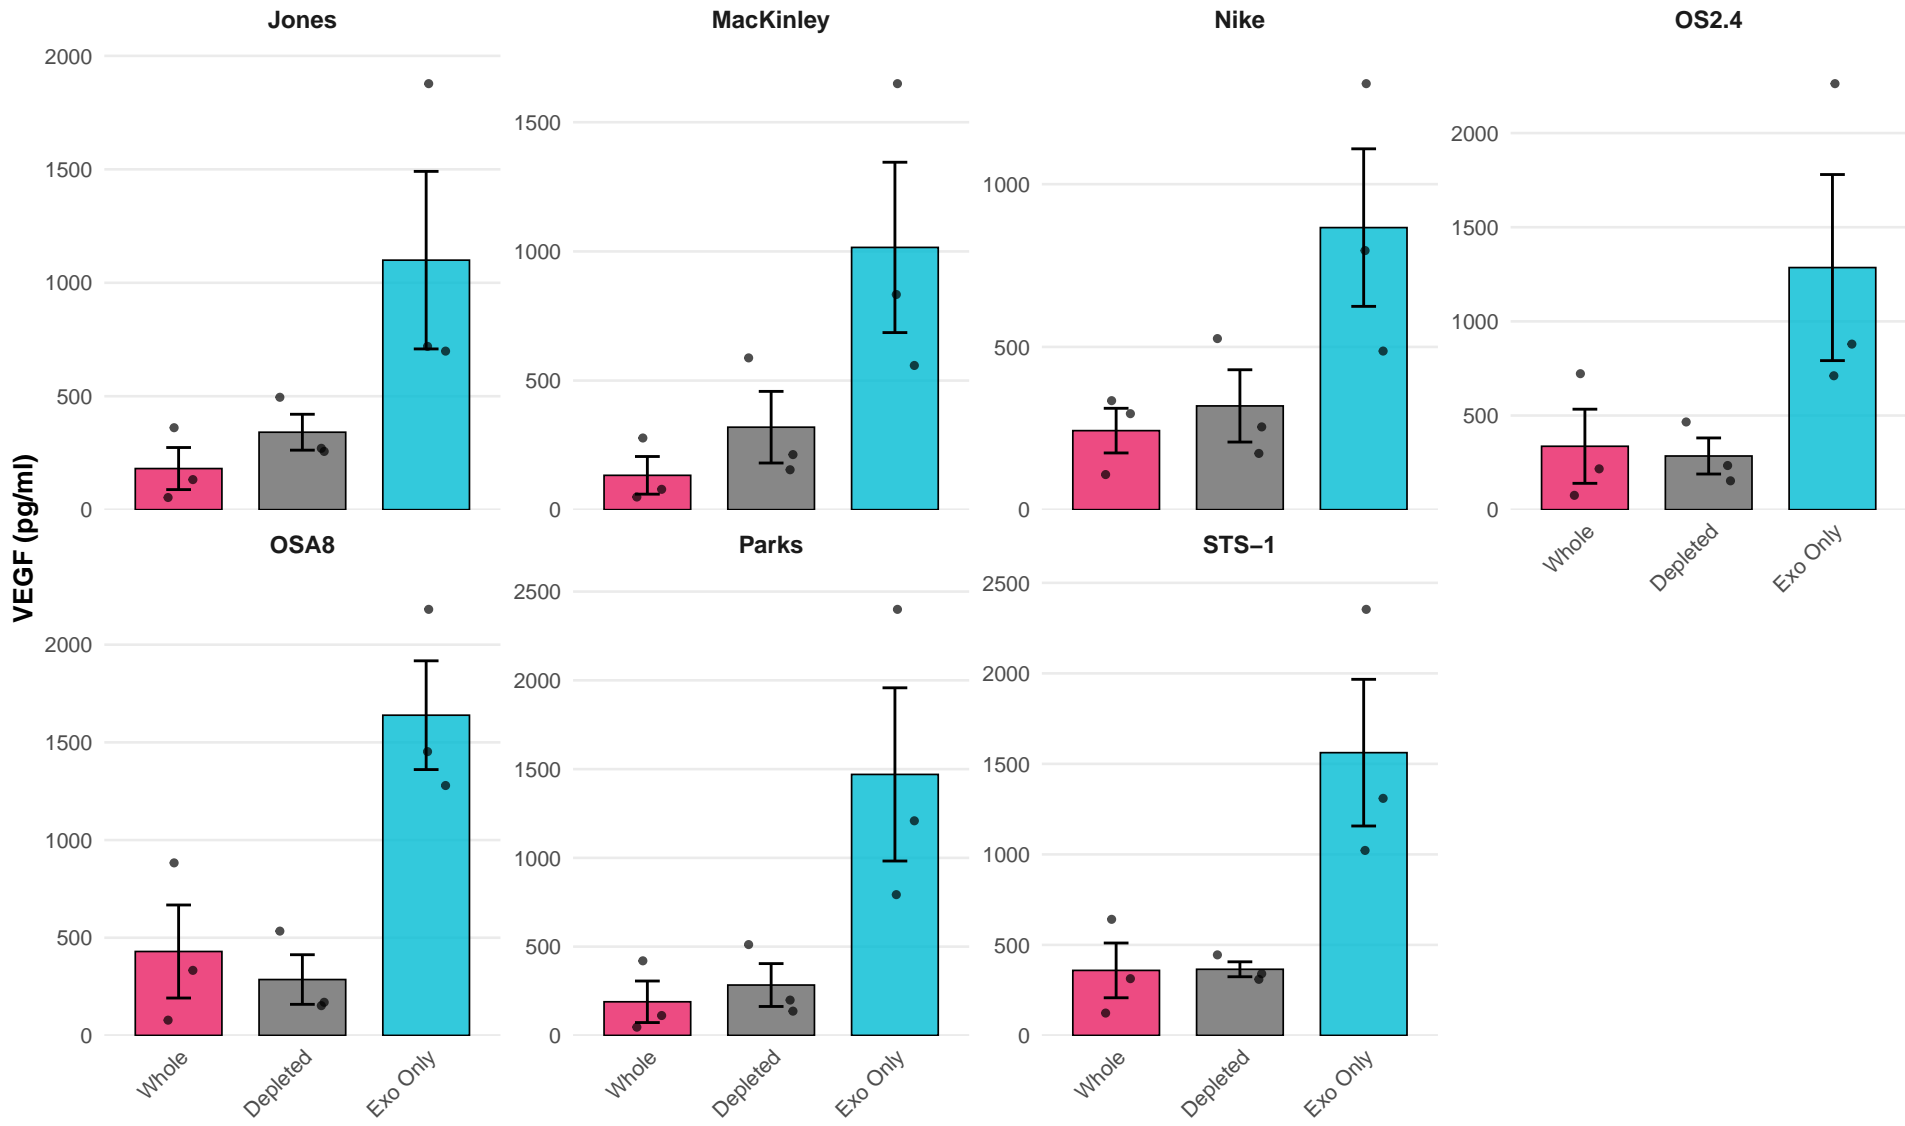 Jones
MacKinley
Nike
OS2.4
VEGF (pg/ml)
2000
1500
1000
500
0
1500
1000
500
0
1000
500
0
2000
1500
1000
500
0
Whole
Depleted
Exo Only
OSA8
Parks
STS−1
2000
1500
1000
500
0
Whole
Depleted
Exo Only
2500
2000
1500
1000
500
0
Whole
Depleted
Exo Only
2500
2000
1500
1000
500
0
Whole
Depleted
Exo Only